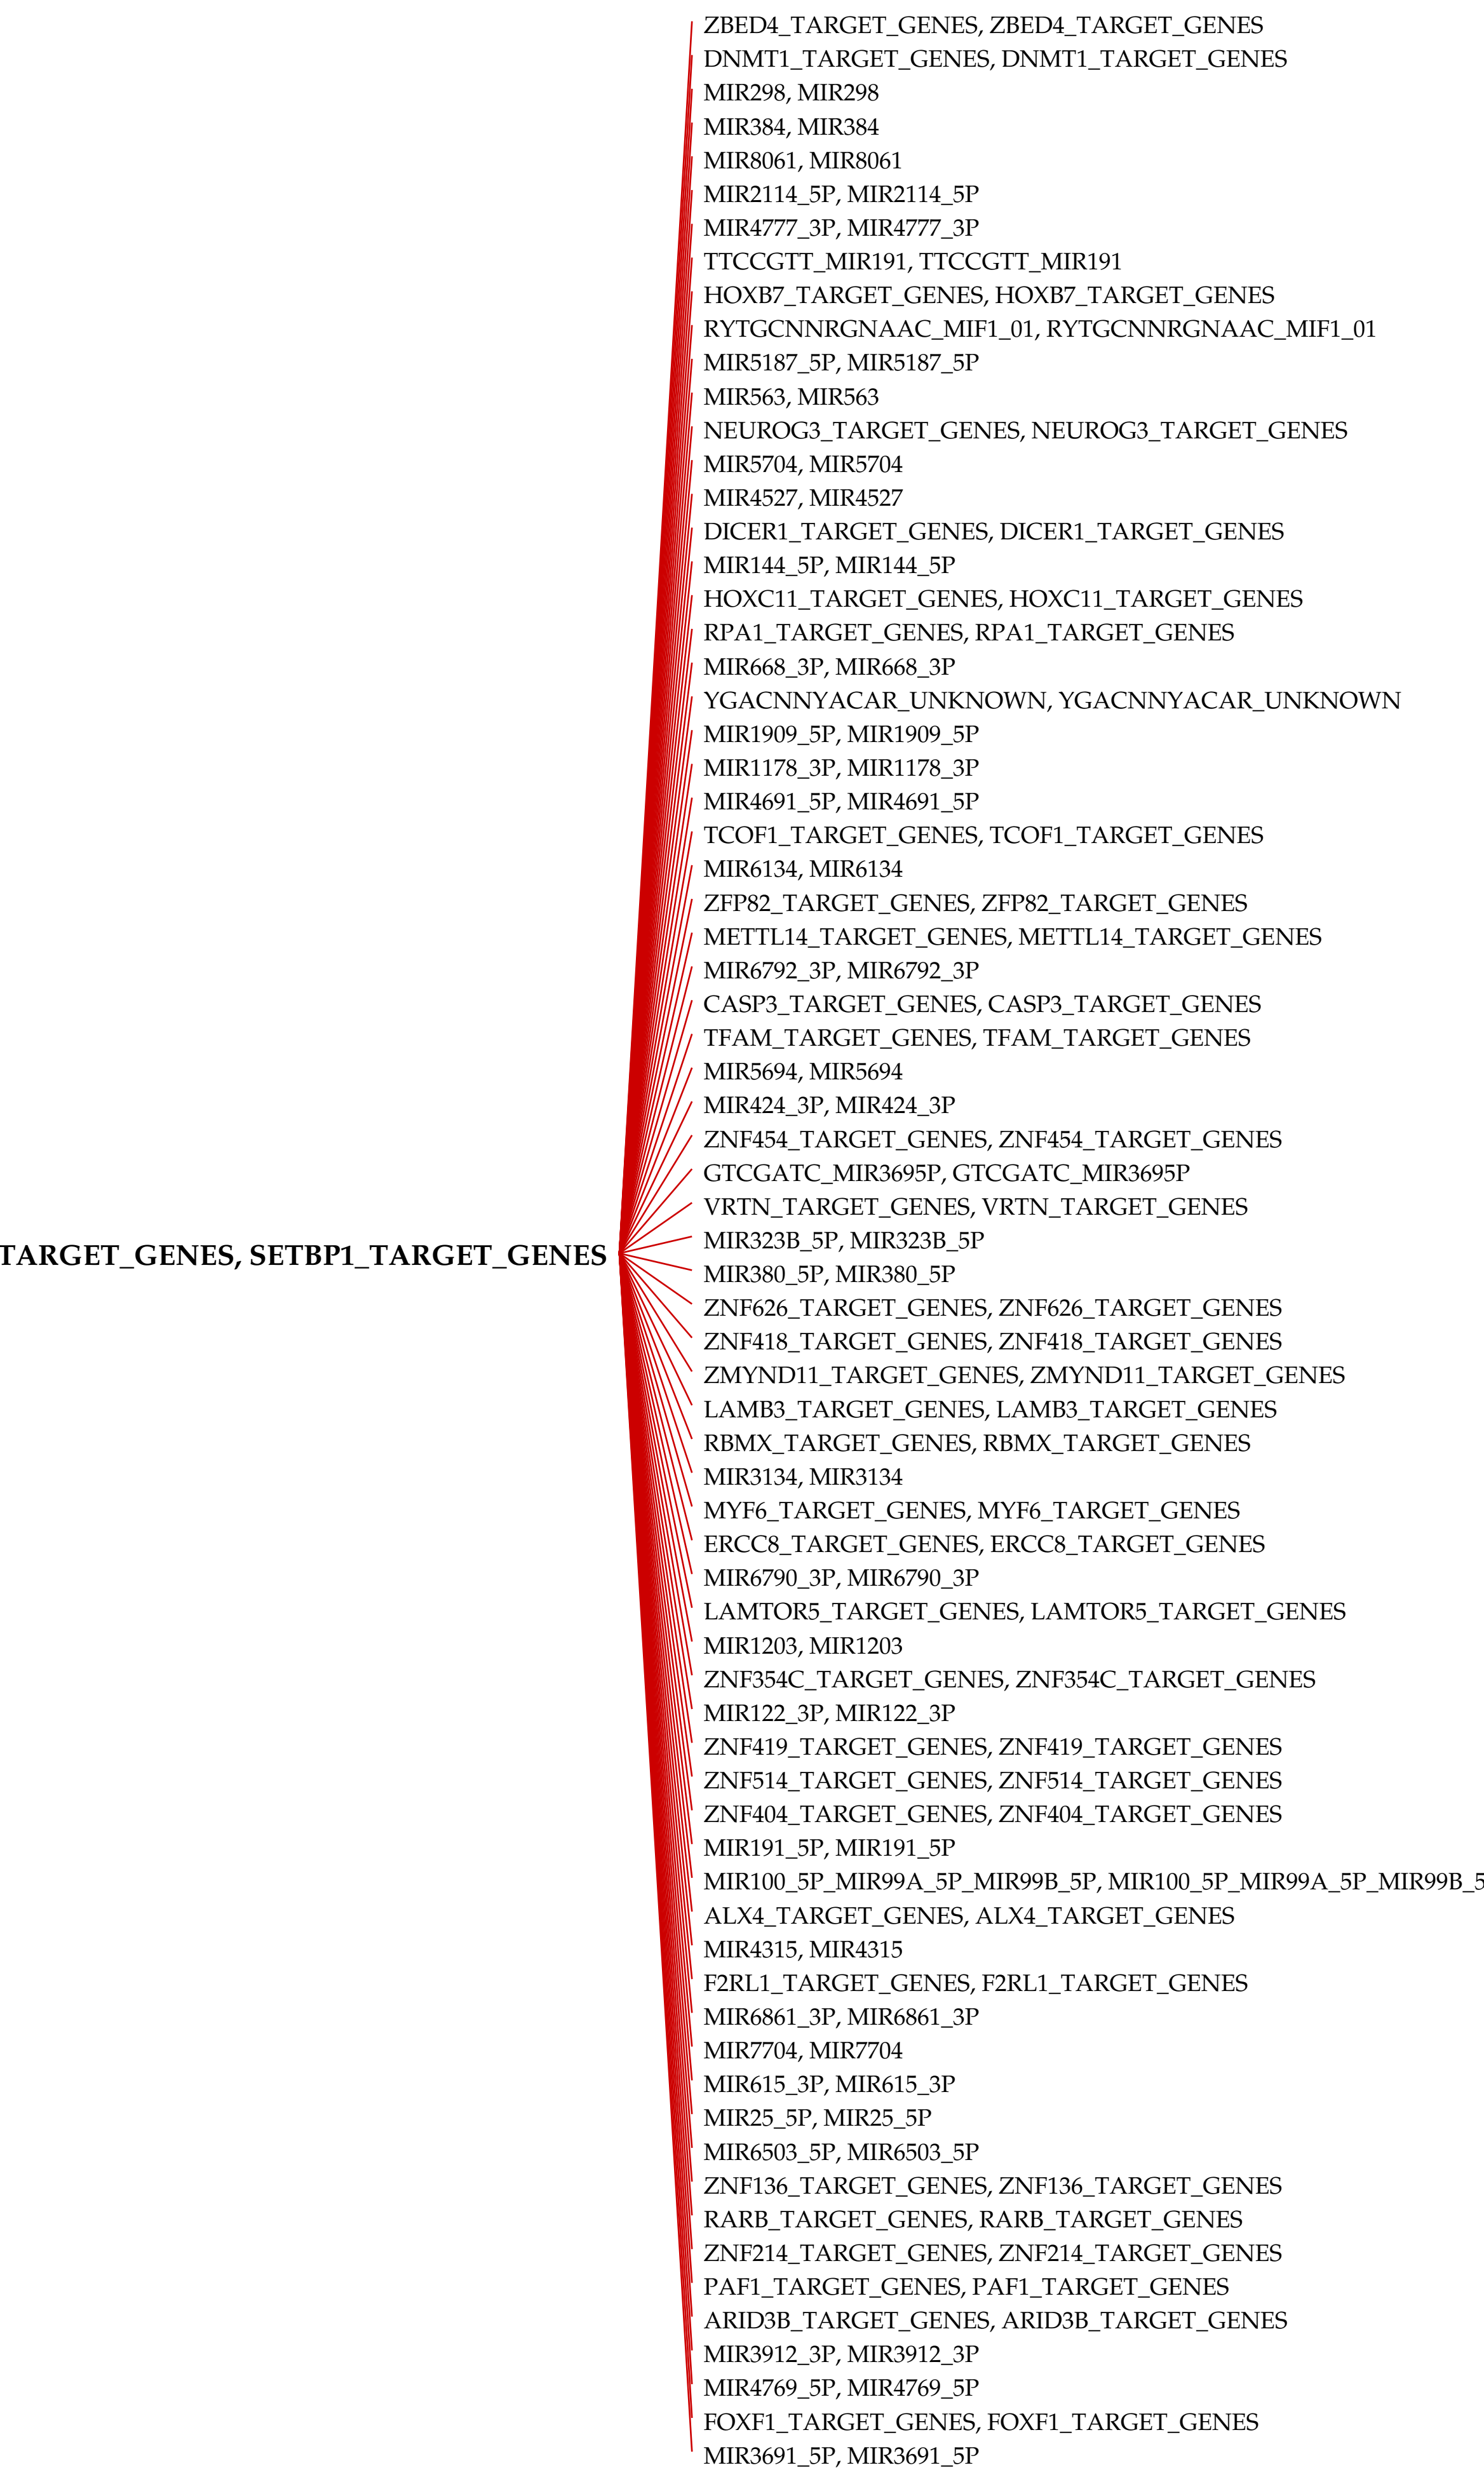 ZBED4_TARGET_GENES, ZBED4_TARGET_GENES
DNMT1_TARGET_GENES, DNMT1_TARGET_GENES
MIR298, MIR298
MIR384, MIR384
MIR8061, MIR8061
MIR2114_5P, MIR2114_5P
MIR4777_3P, MIR4777_3P
TTCCGTT_MIR191, TTCCGTT_MIR191
HOXB7_TARGET_GENES, HOXB7_TARGET_GENES
RYTGCNNRGNAAC_MIF1_01, RYTGCNNRGNAAC_MIF1_01
MIR5187_5P, MIR5187_5P
MIR563, MIR563
NEUROG3_TARGET_GENES, NEUROG3_TARGET_GENES
MIR5704, MIR5704
MIR4527, MIR4527
DICER1_TARGET_GENES, DICER1_TARGET_GENES
MIR144_5P, MIR144_5P
HOXC11_TARGET_GENES, HOXC11_TARGET_GENES
RPA1_TARGET_GENES, RPA1_TARGET_GENES
MIR668_3P, MIR668_3P
YGACNNYACAR_UNKNOWN, YGACNNYACAR_UNKNOWN
MIR1909_5P, MIR1909_5P
MIR1178_3P, MIR1178_3P
MIR4691_5P, MIR4691_5P
TCOF1_TARGET_GENES, TCOF1_TARGET_GENES
MIR6134, MIR6134
ZFP82_TARGET_GENES, ZFP82_TARGET_GENES
METTL14_TARGET_GENES, METTL14_TARGET_GENES
MIR6792_3P, MIR6792_3P
CASP3_TARGET_GENES, CASP3_TARGET_GENES
TFAM_TARGET_GENES, TFAM_TARGET_GENES
MIR5694, MIR5694
MIR424_3P, MIR424_3P
ZNF454_TARGET_GENES, ZNF454_TARGET_GENES
GTCGATC_MIR3695P, GTCGATC_MIR3695P
VRTN_TARGET_GENES, VRTN_TARGET_GENES
MIR323B_5P, MIR323B_5P
TARGET_GENES, SETBP1_TARGET_GENES
MIR380_5P, MIR380_5P
ZNF626_TARGET_GENES, ZNF626_TARGET_GENES
ZNF418_TARGET_GENES, ZNF418_TARGET_GENES
ZMYND11_TARGET_GENES, ZMYND11_TARGET_GENES
LAMB3_TARGET_GENES, LAMB3_TARGET_GENES
RBMX_TARGET_GENES, RBMX_TARGET_GENES
MIR3134, MIR3134
MYF6_TARGET_GENES, MYF6_TARGET_GENES
ERCC8_TARGET_GENES, ERCC8_TARGET_GENES
MIR6790_3P, MIR6790_3P
LAMTOR5_TARGET_GENES, LAMTOR5_TARGET_GENES
MIR1203, MIR1203
ZNF354C_TARGET_GENES, ZNF354C_TARGET_GENES
MIR122_3P, MIR122_3P
ZNF419_TARGET_GENES, ZNF419_TARGET_GENES
ZNF514_TARGET_GENES, ZNF514_TARGET_GENES
ZNF404_TARGET_GENES, ZNF404_TARGET_GENES
MIR191_5P, MIR191_5P
MIR100_5P_MIR99A_5P_MIR99B_5P, MIR100_5P_MIR99A_5P_MIR99B_5
ALX4_TARGET_GENES, ALX4_TARGET_GENES
MIR4315, MIR4315
F2RL1_TARGET_GENES, F2RL1_TARGET_GENES
MIR6861_3P, MIR6861_3P
MIR7704, MIR7704
MIR615_3P, MIR615_3P
MIR25_5P, MIR25_5P
MIR6503_5P, MIR6503_5P
ZNF136_TARGET_GENES, ZNF136_TARGET_GENES
RARB_TARGET_GENES, RARB_TARGET_GENES
ZNF214_TARGET_GENES, ZNF214_TARGET_GENES
PAF1_TARGET_GENES, PAF1_TARGET_GENES
ARID3B_TARGET_GENES, ARID3B_TARGET_GENES
MIR3912_3P, MIR3912_3P
MIR4769_5P, MIR4769_5P
FOXF1_TARGET_GENES, FOXF1_TARGET_GENES
MIR3691_5P, MIR3691_5P